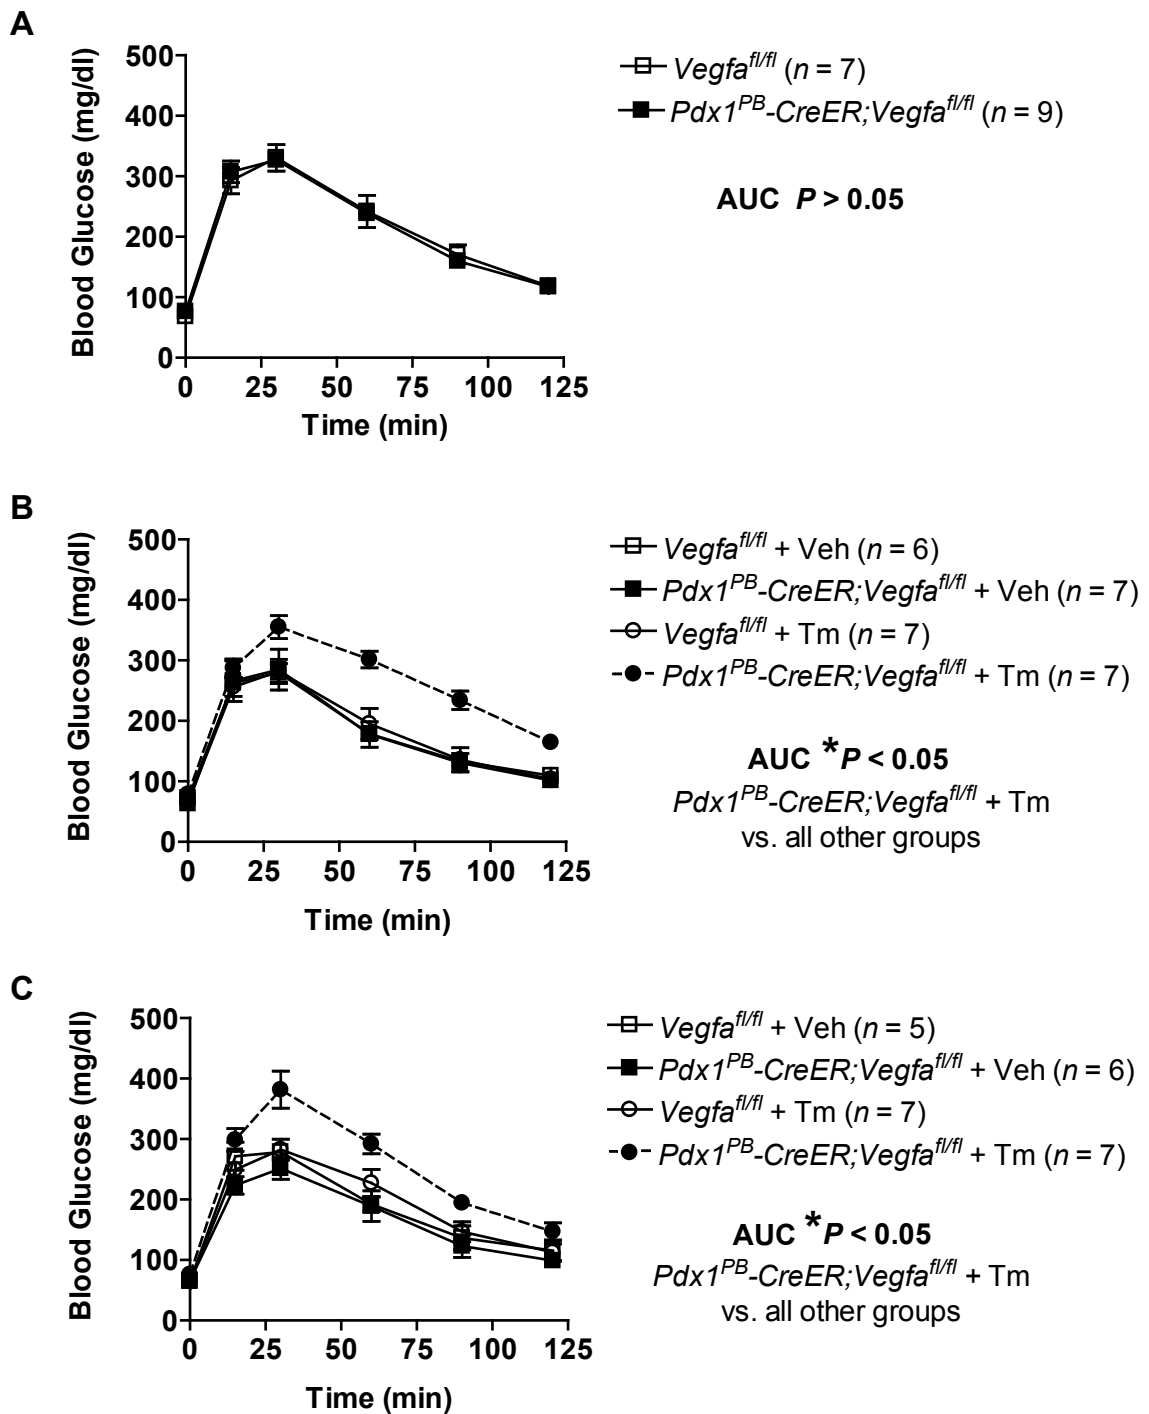 A
Blood Glucose (mg/dl)
500
400
300
200
100
0
0 25 50 75 100 125
Time (min)
Vegfa^fl/fl (n = 7)
Pdx1^PB-CreER;Vegfa^fl/fl (n = 9)
AUC P > 0.05
B
Blood Glucose (mg/dl)
500
400
300
200
100
0
0 25 50 75 100 125
Time (min)
Vegfa^fl/fl + Veh (n = 6)
Pdx1^PB-CreER;Vegfa^fl/fl + Veh (n = 7)
Vegfa^fl/fl + Tm (n = 7)
Pdx1^PB-CreER;Vegfa^fl/fl + Tm (n = 7)
AUC *P < 0.05
Pdx1^PB-CreER;Vegfa^fl/fl + Tm
vs. all other groups
C
Blood Glucose (mg/dl)
500
400
300
200
100
0
0 25 50 75 100 125
Time (min)
Vegfa^fl/fl + Veh (n = 5)
Pdx1^PB-CreER;Vegfa^fl/fl + Veh (n = 6)
Vegfa^fl/fl + Tm (n = 7)
Pdx1^PB-CreER;Vegfa^fl/fl + Tm (n = 7)
AUC *P < 0.05
Pdx1^PB-CreER;Vegfa^fl/fl + Tm
vs. all other groups